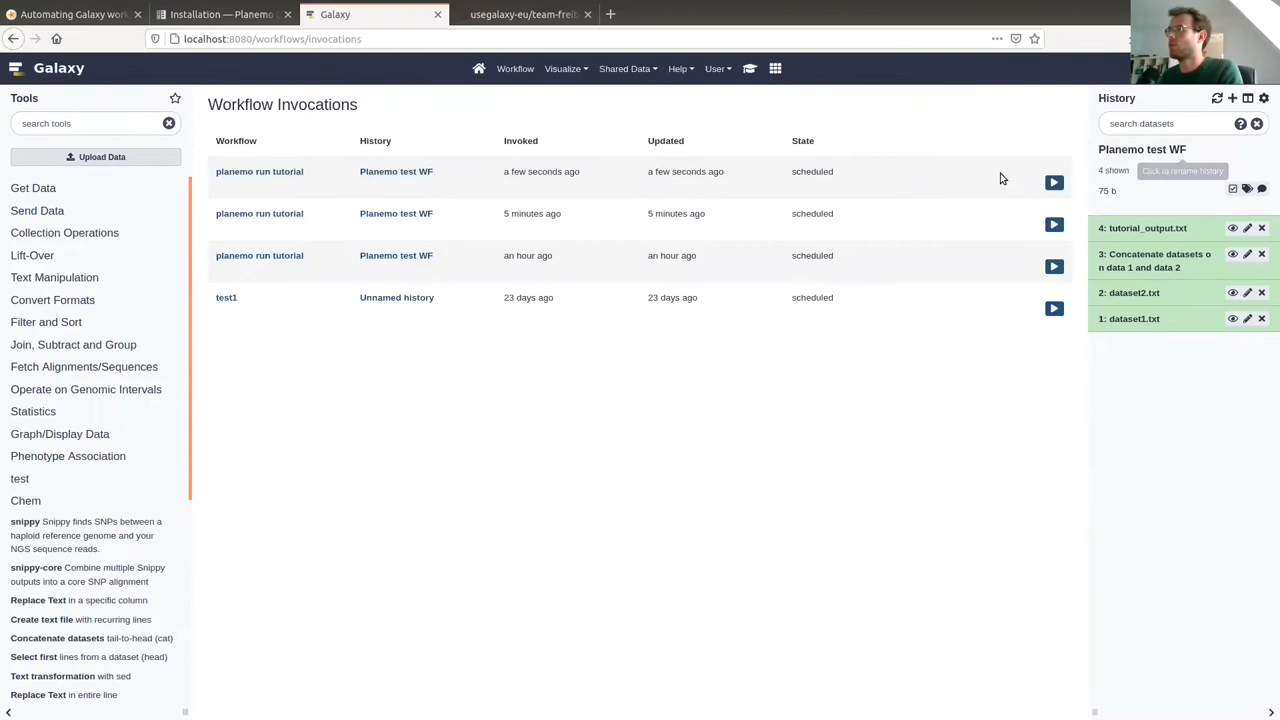 Automating Galaxy work
Installation — Planemo
Galaxy
usegalaxy-eu/team-freib
localhost:8080/workflows/invocations
Galaxy
Workflow
Visualize
Shared Data
Help
User
Tools
search tools
Upload Data
Get Data
Send Data
Collection Operations
Lift-Over
Text Manipulation
Convert Formats
Filter and Sort
Join, Subtract and Group
Fetch Alignments/Sequences
Operate on Genomic Intervals
Statistics
Graph/Display Data
Phenotype Association
test
Chem
snippy Snippy finds SNPs between a
haploid reference genome and your
NGS sequence reads.
snippy-core Combine multiple Snippy
outputs into a core SNP alignment
Replace Text in a specific column
Create text file with recurring lines
Concatenate datasets tail-to-head (cat)
Select first lines from a dataset (head)
Text transformation with sed
Replace Text in entire line
Workflow Invocations
Workflow History Invoked Updated State
planemo run tutorial Planemo test WF a few seconds ago a few seconds ago scheduled
planemo run tutorial Planemo test WF 5 minutes ago 5 minutes ago scheduled
planemo run tutorial Planemo test WF an hour ago an hour ago scheduled
test1 Unnamed history 23 days ago 23 days ago scheduled
History
search datasets
Planemo test WF
4 shown
Click to rename history
75 b
4: tutorial_output.txt
3: Concatenate datasets o
n data 1 and data 2
2: dataset2.txt
1: dataset1.txt